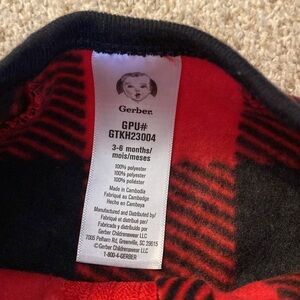 Gerber.
GPU#
GTKH23004
3-6 months/
mois/meses
100% polyester
100% polyester
100% poliéster
Made in Cambodia
Fabriqué au Cambodge
Hecho en Camboya
Manufactured and Distributed by/
Fabriqué et distribué par/
Fabricado y distribuido por
Gerber Childrenswear LLC
7005 Pelham Rd, Greenville, SC 29615
©Gerber Childrenswear LLC
1-800-4-GERBER